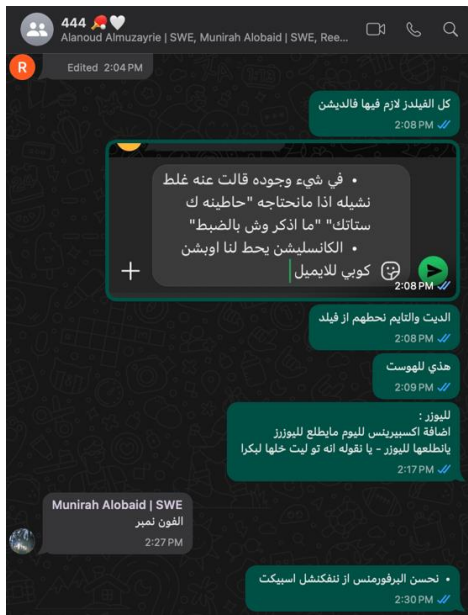 444 🏓🤍
Alanoud Almuzayrie | SWE, Munirah Alobaid | SWE, Ree...
R
Edited 2:04 PM
كل الفيلدز لازم فيها فالديشن
2:08 PM
• في شيء وجوده قالت عنه غلط
نشيله اذا مانحتاجه "حاطينه ك
ستاتك" "ما اذكر وش بالضبط"
• الكانسليشن يحط لنا اوبشن
كوبي للايميل
2:08 PM
الديت والتايم نحطهم از فيلد
2:08 PM
هذي للهوست
2:09 PM
لليوزر :
اضافة اكسبيرينس لليوم مايطلع لليوزرز
يانطلعها لليوزر - يا نقوله انه تو ليت خلها لبكرا
2:17 PM
Munirah Alobaid | SWE
الفون نمبر
2:27 PM
• نحسن البرفورمنس از ننفكنشل اسبيكت
2:30 PM